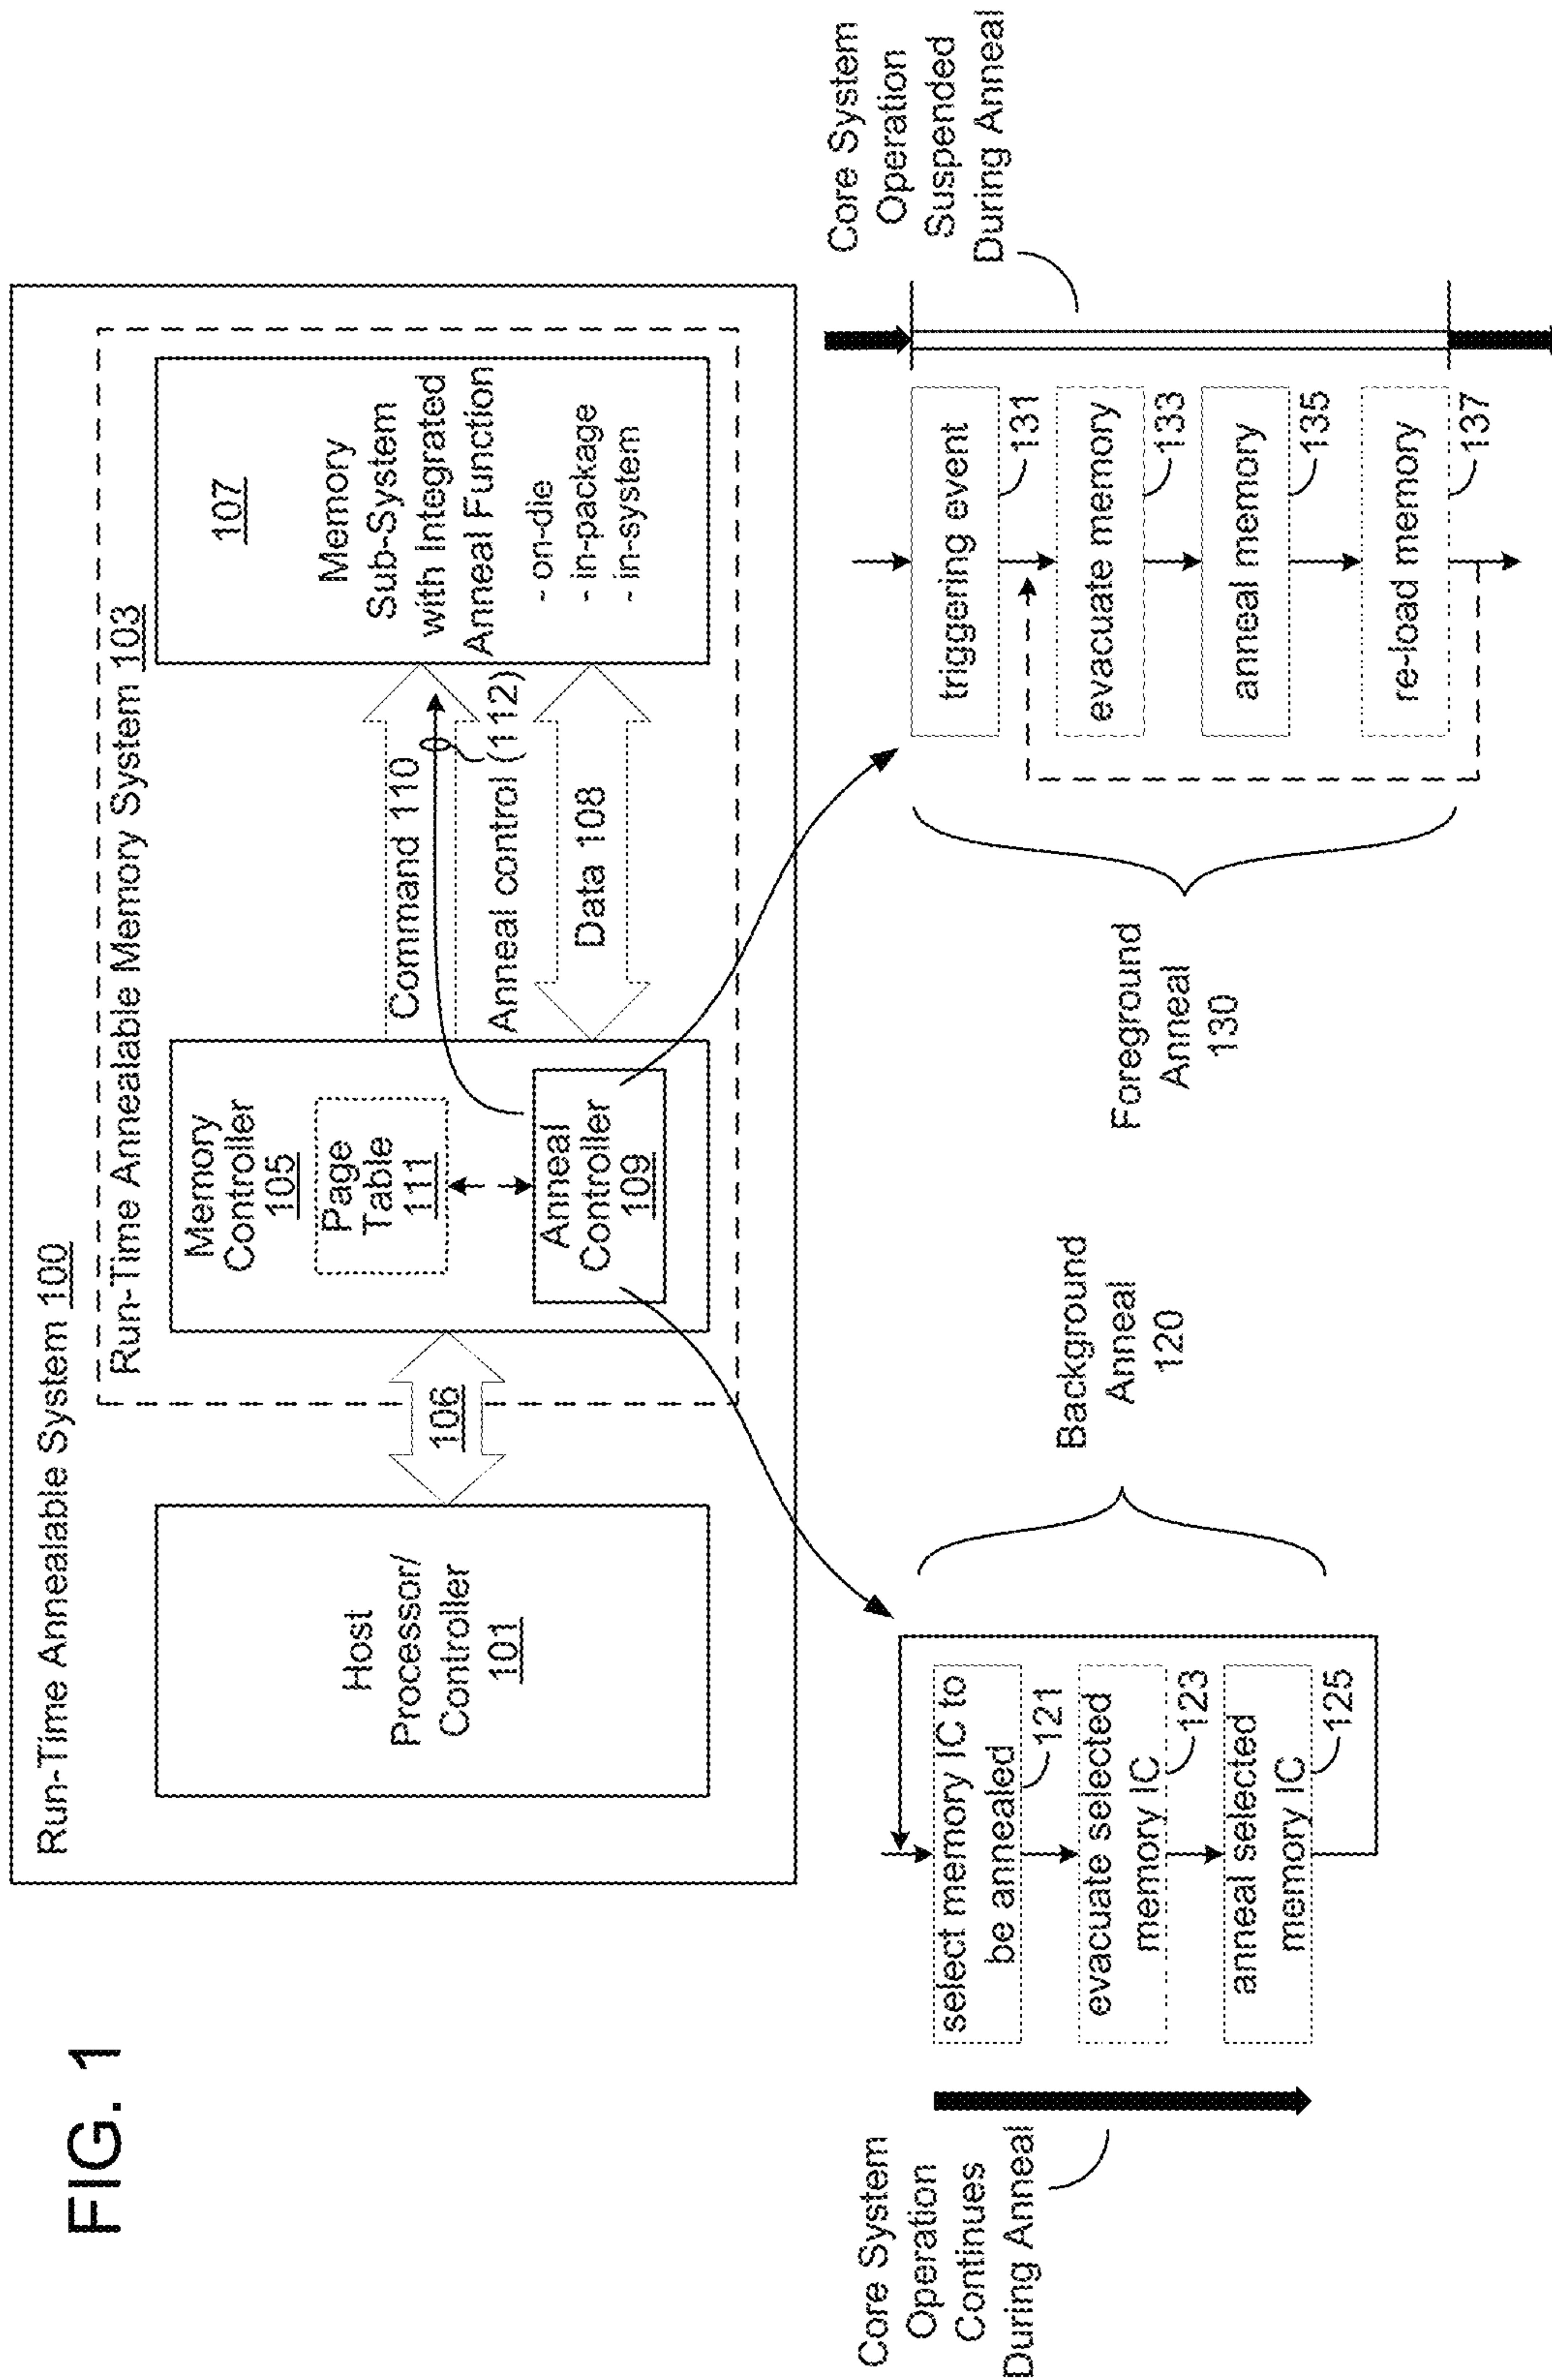 FIG. 1
Run-Time Annealable System 100
Host
Processor/
Controller
101
106
Run-Time Annealable Memory System 103
Memory
Controller
105
Page
Table
111
Anneal
Controller
109
Command 110
Anneal control (112)
Data 108
107
Memory
Sub-System
with Integrated
Anneal Function
- on-die
- in-package
- in-system
Core System
Operation
Continues
During Anneal
select memory IC to
be annealed
121
evacuate selected
memory IC
123
anneal selected
memory IC
125
Background
Anneal
120
Foreground
Anneal
130
triggering event
131
evacuate memory
133
anneal memory
135
re-load memory
137
Core System
Operation
Suspended
During Anneal